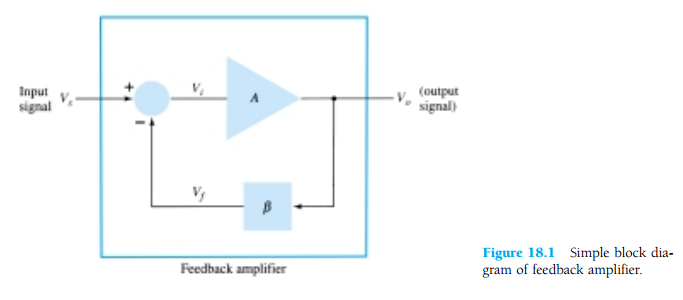 Input
signal
V_s
+
−
V_i
A
V_o
(output
signal)
V_f
β
Feedback amplifier
Figure 18.1 Simple block dia-
gram of feedback amplifier.